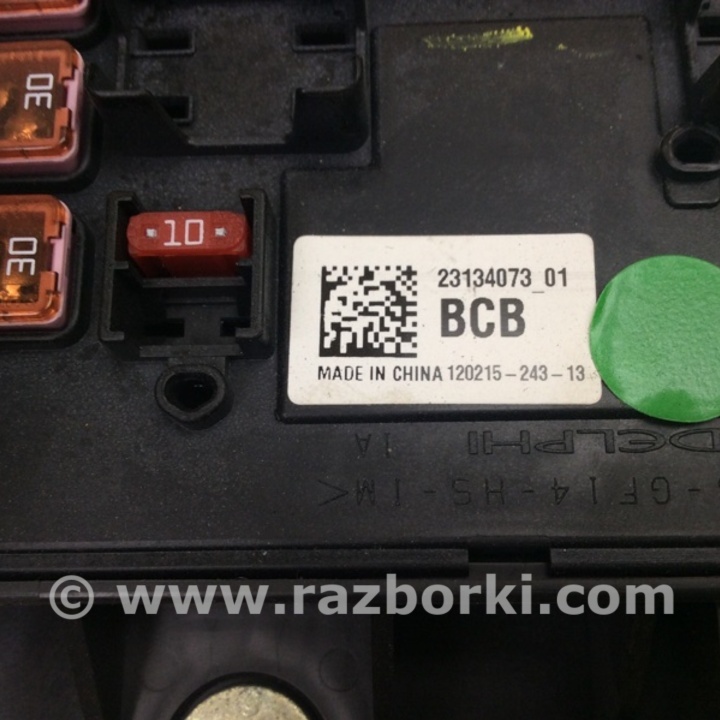 30
10
30
23134073_01
BCB
MADE IN CHINA 120215-243-13
DELPHI 1A
-GF14-HS-IM<
© www.razborki.com